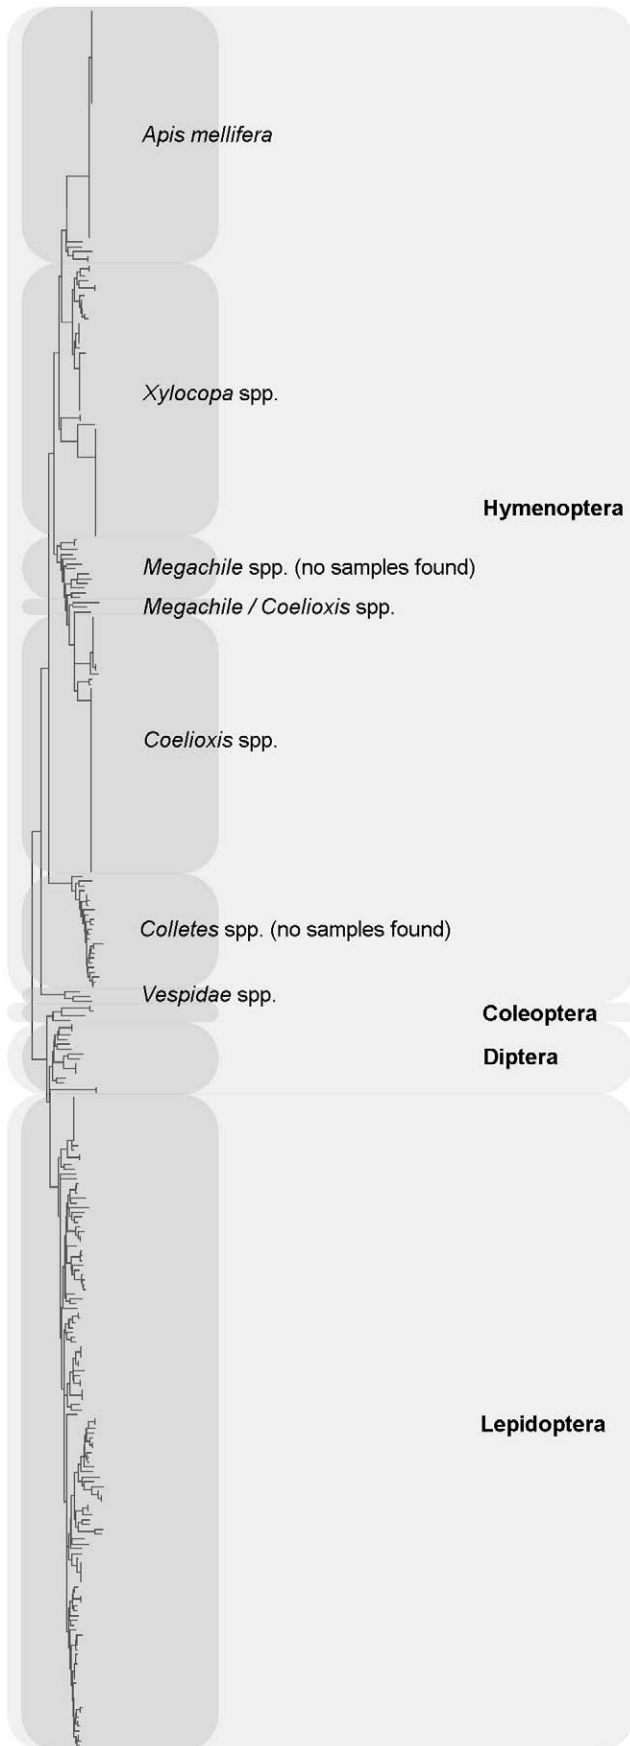 Apis mellifera
Xylocopa spp.
Hymenoptera
Megachile spp. (no samples found)
Megachile / Coelioxis spp.
Coelioxis spp.
Colletes spp. (no samples found)
Vespidae spp.
Coleoptera
Diptera
Lepidoptera